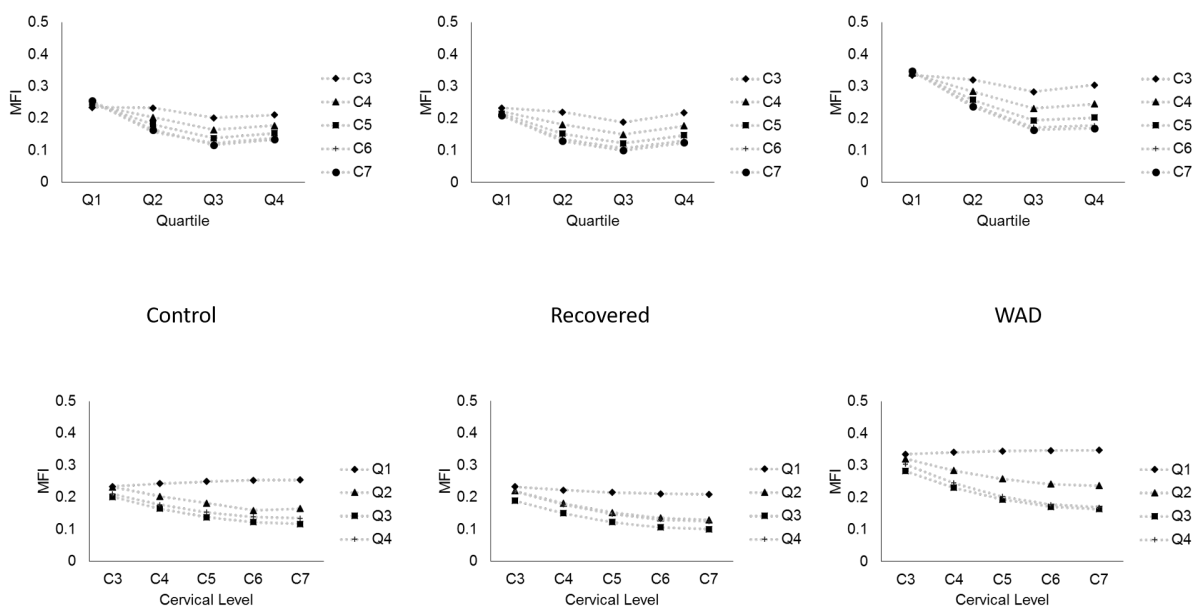 0.5
0.4
0.3
0.2
0.1
0
MFI
Q1 Q2 Q3 Q4
Quartile
C3
C4
C5
C6
C7
0.5
0.4
0.3
0.2
0.1
0
MFI
Q1 Q2 Q3 Q4
Quartile
C3
C4
C5
C6
C7
0.5
0.4
0.3
0.2
0.1
0
MFI
Q1 Q2 Q3 Q4
Quartile
C3
C4
C5
C6
C7
Control
Recovered
WAD
0.5
0.4
0.3
0.2
0.1
0
MFI
C3 C4 C5 C6 C7
Cervical Level
Q1
Q2
Q3
Q4
0.5
0.4
0.3
0.2
0.1
0
MFI
C3 C4 C5 C6 C7
Cervical Level
Q1
Q2
Q3
Q4
0.5
0.4
0.3
0.2
0.1
0
MFI
C3 C4 C5 C6 C7
Cervical Level
Q1
Q2
Q3
Q4